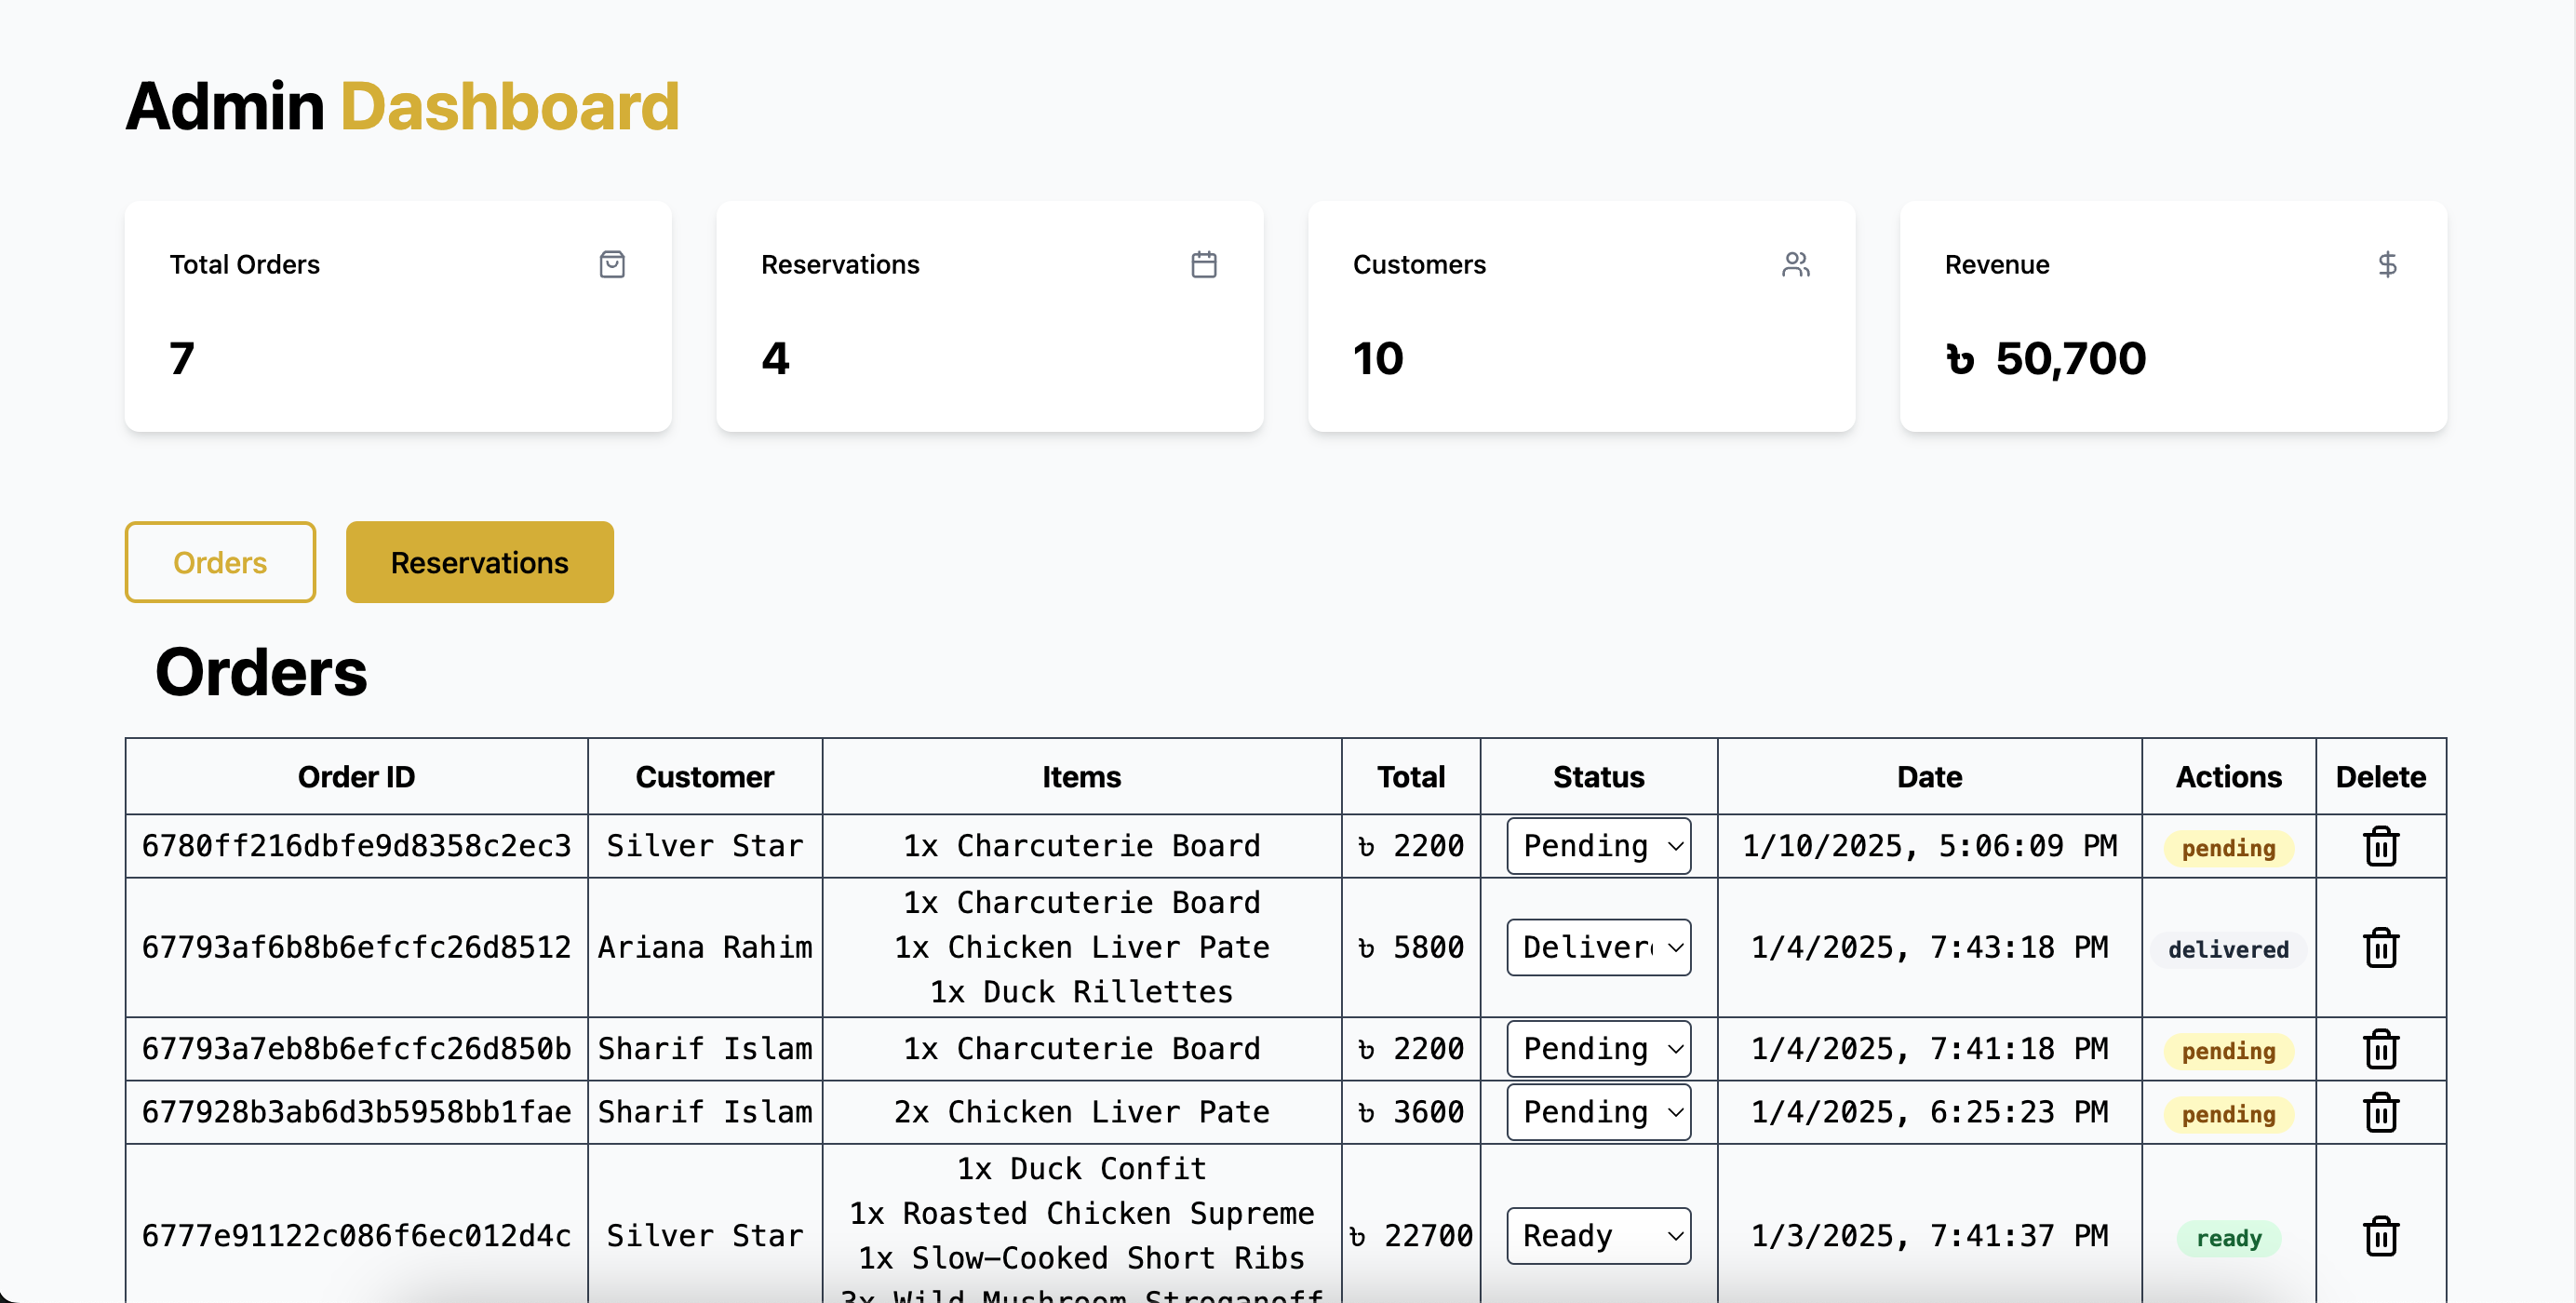 Admin Dashboard
Total Orders
7
Reservations
4
Customers
10
Revenue
৳ 50,700
Orders
Reservations
Orders
Order ID Customer Items Total Status Date Actions Delete
6780ff216dbfe9d8358c2ec3 Silver Star 1x Charcuterie Board ৳ 2200 Pending 1/10/2025, 5:06:09 PM pending
1x Charcuterie Board
67793af6b8b6efcfc26d8512 Ariana Rahim 1x Chicken Liver Pate ৳ 5800 Deliver 1/4/2025, 7:43:18 PM delivered
1x Duck Rillettes
67793a7eb8b6efcfc26d850b Sharif Islam 1x Charcuterie Board ৳ 2200 Pending 1/4/2025, 7:41:18 PM pending
677928b3ab6d3b5958bb1fae Sharif Islam 2x Chicken Liver Pate ৳ 3600 Pending 1/4/2025, 6:25:23 PM pending
1x Duck Confit
1x Roasted Chicken Supreme
6777e91122c086f6ec012d4c Silver Star ৳ 22700 Ready 1/3/2025, 7:41:37 PM ready
1x Slow-Cooked Short Ribs
3x Wild Mushroom Stroganoff